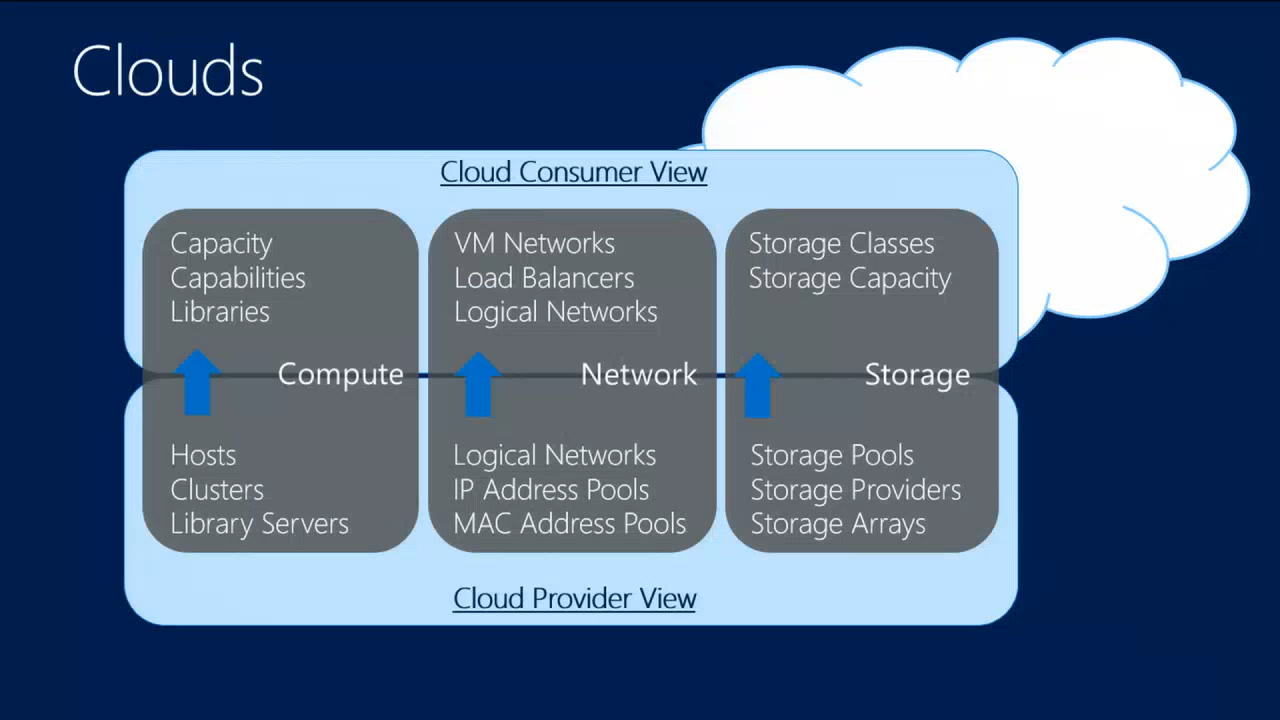 Clouds
Cloud Consumer View
Capacity
Capabilities
Libraries
VM Networks
Load Balancers
Logical Networks
Storage Classes
Storage Capacity
Compute
Network
Storage
Hosts
Clusters
Library Servers
Logical Networks
IP Address Pools
MAC Address Pools
Storage Pools
Storage Providers
Storage Arrays
Cloud Provider View